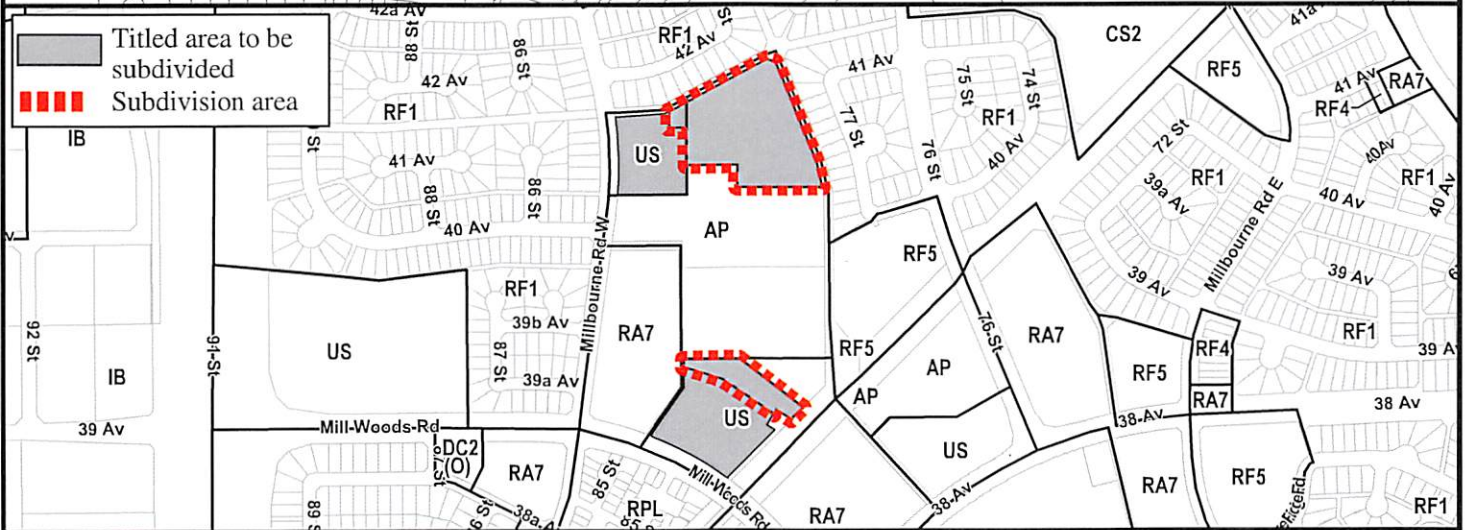 Titled area to be
subdivided
Subdivision area
42a Av
88 St
86 St
RF1
42 Av
St
42 Av
RF1
41 Av
75 St
74 St
RF1
77 St
76 St
40 Av
CS2
RF5
41a
41 Av
RA7
RF4
72 St
40Av
RF1
39a Av
RF1
40 Av
40 Av
Millbourne Rd E
39 Av
39 Av
IB
St
41 Av
88 St
86 St
40 Av
US
AP
Millbourne-Rd-W
RF5
RF1
39b Av
87 St
39a Av
RA7
92 St
IB
91-St
US
39 Av
Mill-Woods-Rd
DC2
(O)
RA7
38a-A
89 S
85 St
RPL
Mill-Woods Rd
US
RF5
AP
AP
76-St
RA7
US
38-Av
RA7
RF5
RF4
RA7
38-Av
RF1
39 A
38 Av
RA7
RF5
RF1